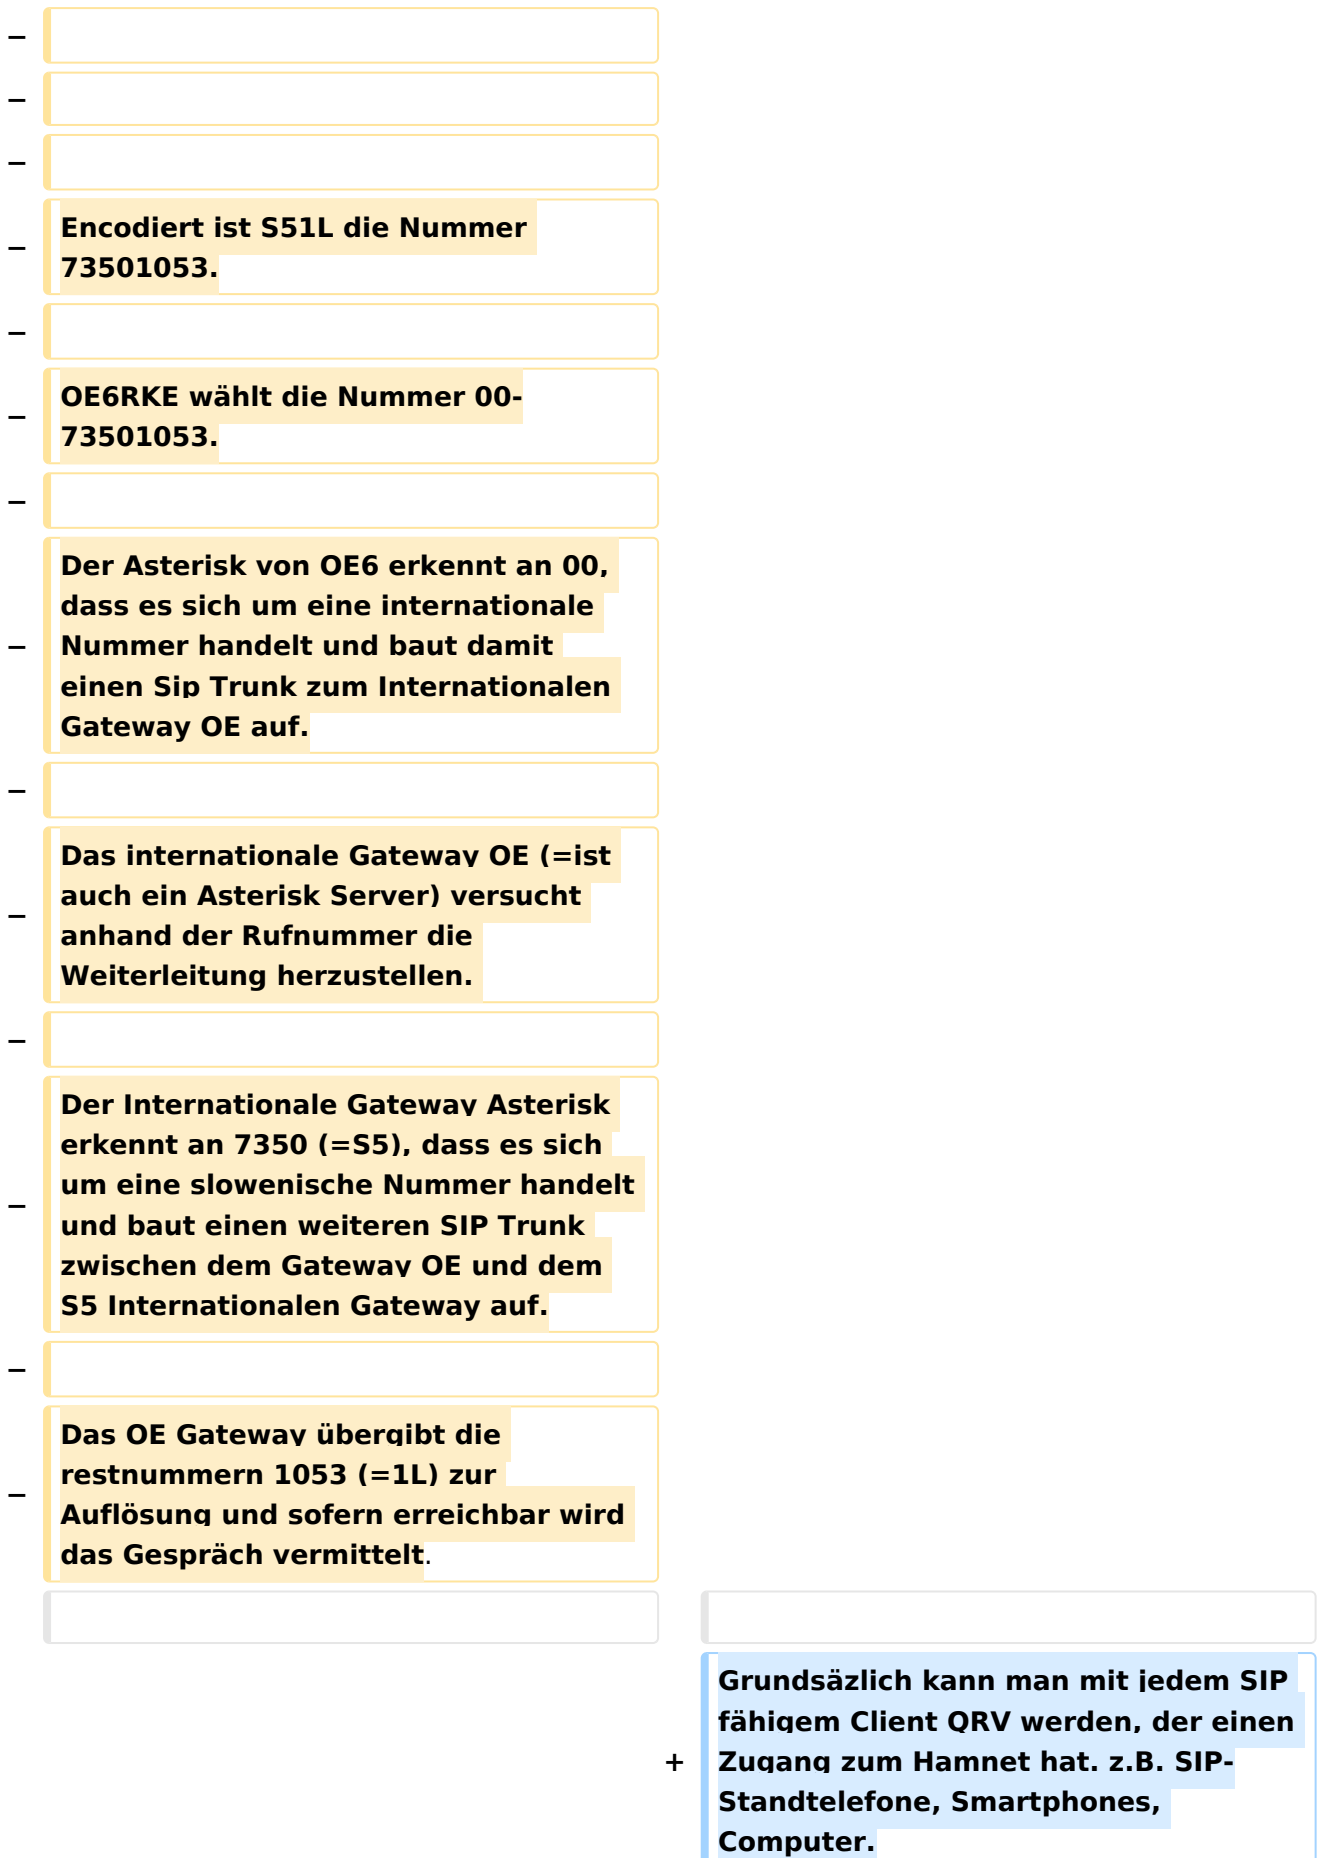 −
−
−
− Encodiert ist S51L die Nummer
73501053.
−
− OE6RKE wählt die Nummer 00-
73501053.
−
− Der Asterisk von OE6 erkennt an 00,
dass es sich um eine internationale
Nummer handelt und baut damit
einen Sip Trunk zum Internationalen
Gateway OE auf.
−
− Das internationale Gateway OE (=ist
auch ein Asterisk Server) versucht
anhand der Rufnummer die
Weiterleitung herzustellen.
−
− Der Internationale Gateway Asterisk
erkennt an 7350 (=S5), dass es sich
um eine slowenische Nummer handelt
und baut einen weiteren SIP Trunk
zwischen dem Gateway OE und dem
S5 Internationalen Gateway auf.
−
− Das OE Gateway übergibt die
restnummern 1053 (=1L) zur
Auflösung und sofern erreichbar wird
das Gespräch vermittelt.
+ Grundsäzlich kann man mit jedem SIP
fähigem Client QRV werden, der einen
Zugang zum Hamnet hat. z.B. SIP-
Standtelefone, Smartphones,
Computer.